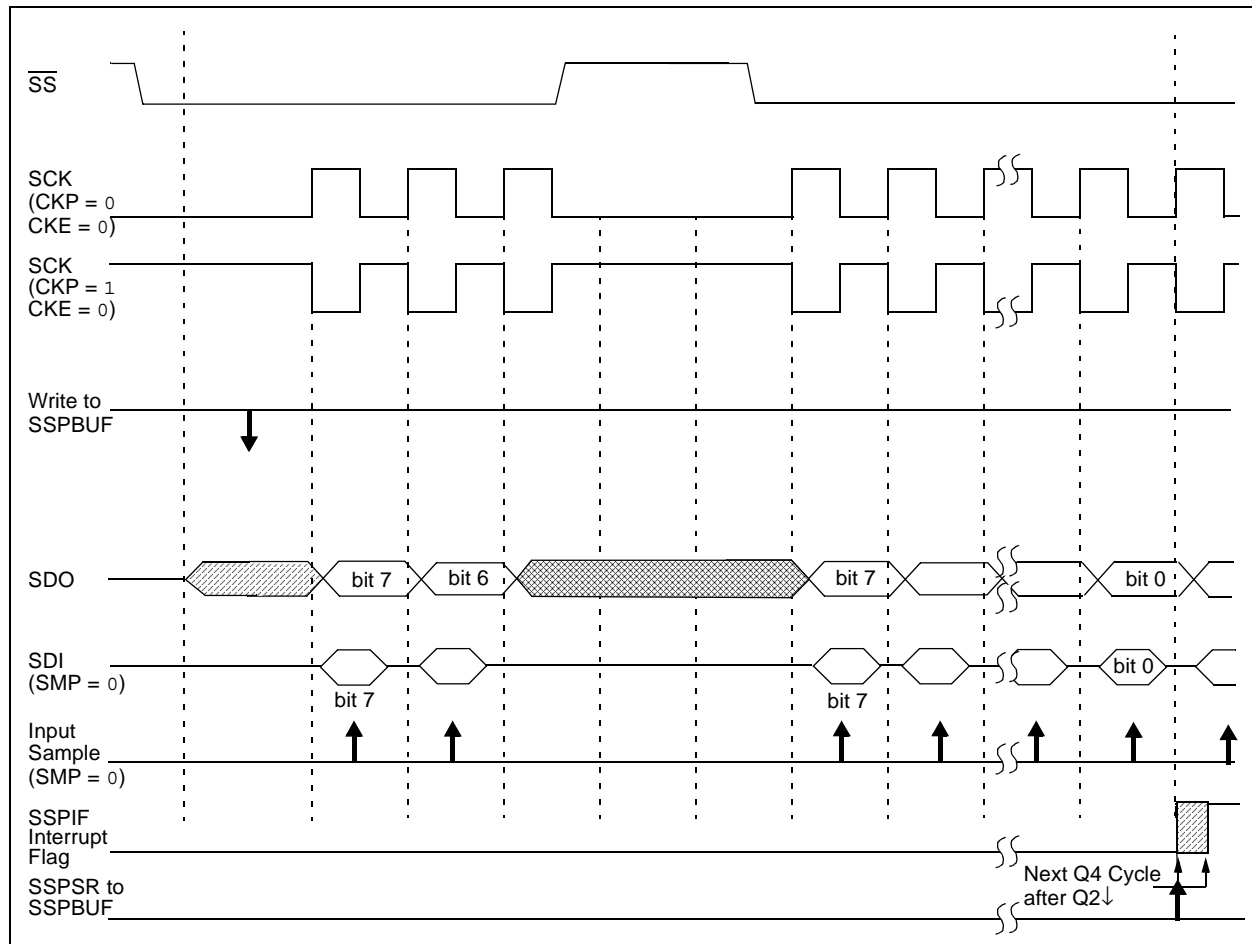 SS
SCK
(CKP = 0
CKE = 0)
SCK
(CKP = 1
CKE = 0)
Write to
SSPBUF
SDO
bit 7
bit 6
bit 7
bit 0
SDI
(SMP = 0)
bit 7
bit 7
bit 0
Input
Sample
(SMP = 0)
SSPIF
Interrupt
Flag
SSPSR to
SSPBUF
Next Q4 Cycle
after Q2↓